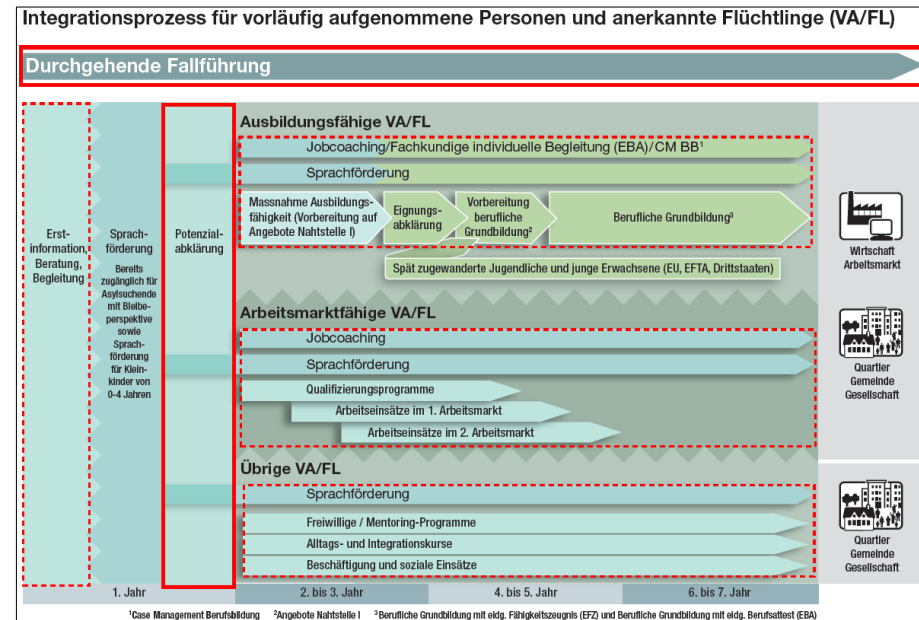 Integrationsprozess für vorläufig aufgenommene Personen und anerkannte Flüchtlinge (VA/FL)
Durchgehende Fallführung
Erst-
information,
Beratung,
Begleitung
Sprach-
förderung
Bereits
zugänglich für
Asylsuchende
mit Bleibe-
perspektive
sowie
Sprach-
förderung
für Klein-
kinder von
0-4 Jahren
Potenzial-
abklärung
Ausbildungsfähige VA/FL
Jobcoaching/Fachkundige individuelle Begleitung (EBA)/CM BB¹
Sprachförderung
Massnahme Ausbildungs-
fähigkeit (Vorbereitung auf
Angebote Nahtstelle I)
Eignungs-
abklärung
Vorbereitung
berufliche
Grundbildung²
Berufliche Grundbildung³
Spät zugewanderte Jugendliche und junge Erwachsene (EU, EFTA, Drittstaaten)
Arbeitsmarktfähige VA/FL
Jobcoaching
Sprachförderung
Qualifizierungsprogramme
Arbeitseinsätze im 1. Arbeitsmarkt
Arbeitseinsätze im 2. Arbeitsmarkt
Übrige VA/FL
Sprachförderung
Freiwillige / Mentoring-Programme
Alltags- und Integrationskurse
Beschäftigung und soziale Einsätze
Wirtschaft
Arbeitsmarkt
Quartier
Gemeinde
Gesellschaft
Quartier
Gemeinde
Gesellschaft
1. Jahr
2. bis 3. Jahr
4. bis 5. Jahr
6. bis 7. Jahr
¹Case Management Berufsbildung ²Angebote Nahtstelle I ³Berufliche Grundbildung mit eidg. Fähigkeitszeugnis (EFZ) und Berufliche Grundbildung mit eidg. Berufsattest (EBA)